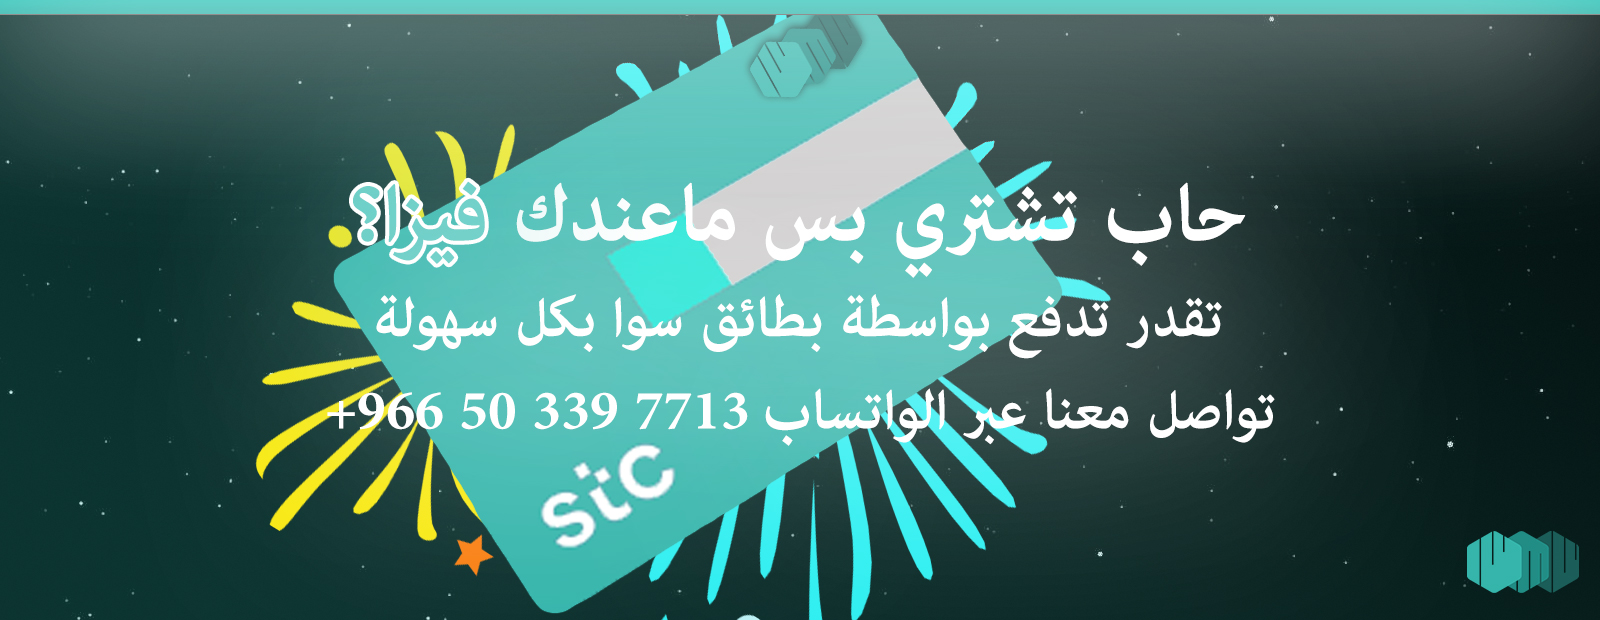 حاب تشتري بس ماعندك فيزا؟
تقدر تدفع بواسطة بطائق سوا بكل سهولة
تواصل معنا عبر الواتساب 7713 339 50 966+
stc